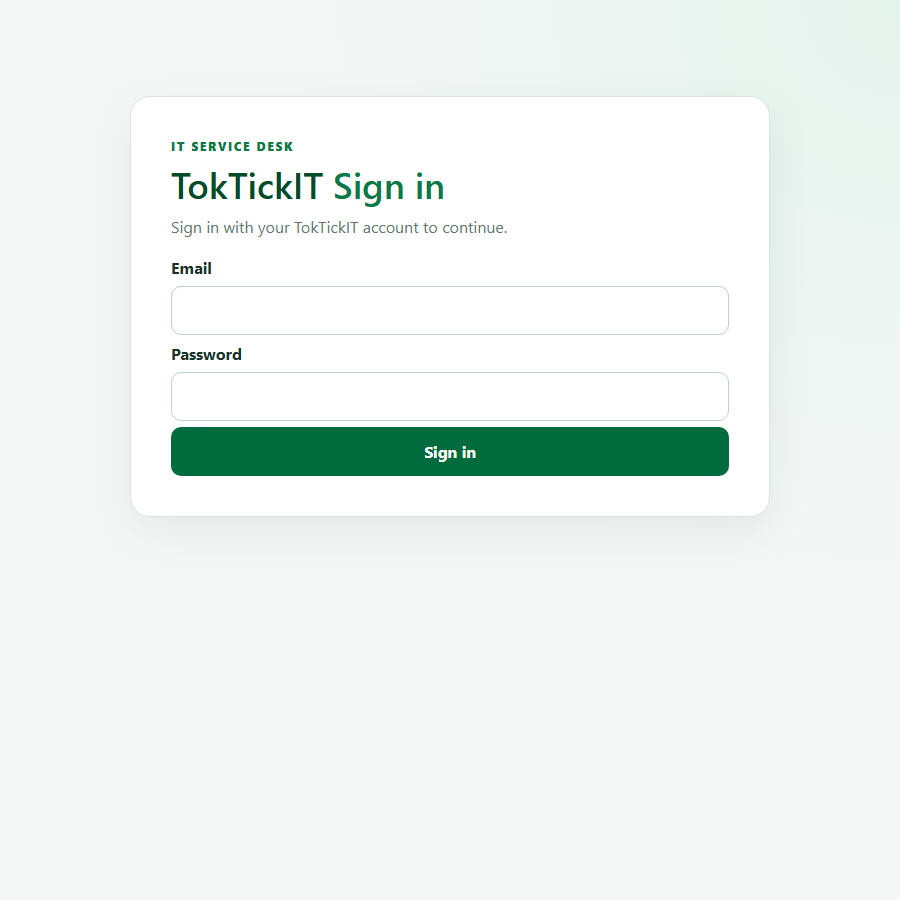 IT SERVICE DESK
TokTickIT Sign in
Sign in with your TokTickIT account to continue.
Email
Password
Sign in